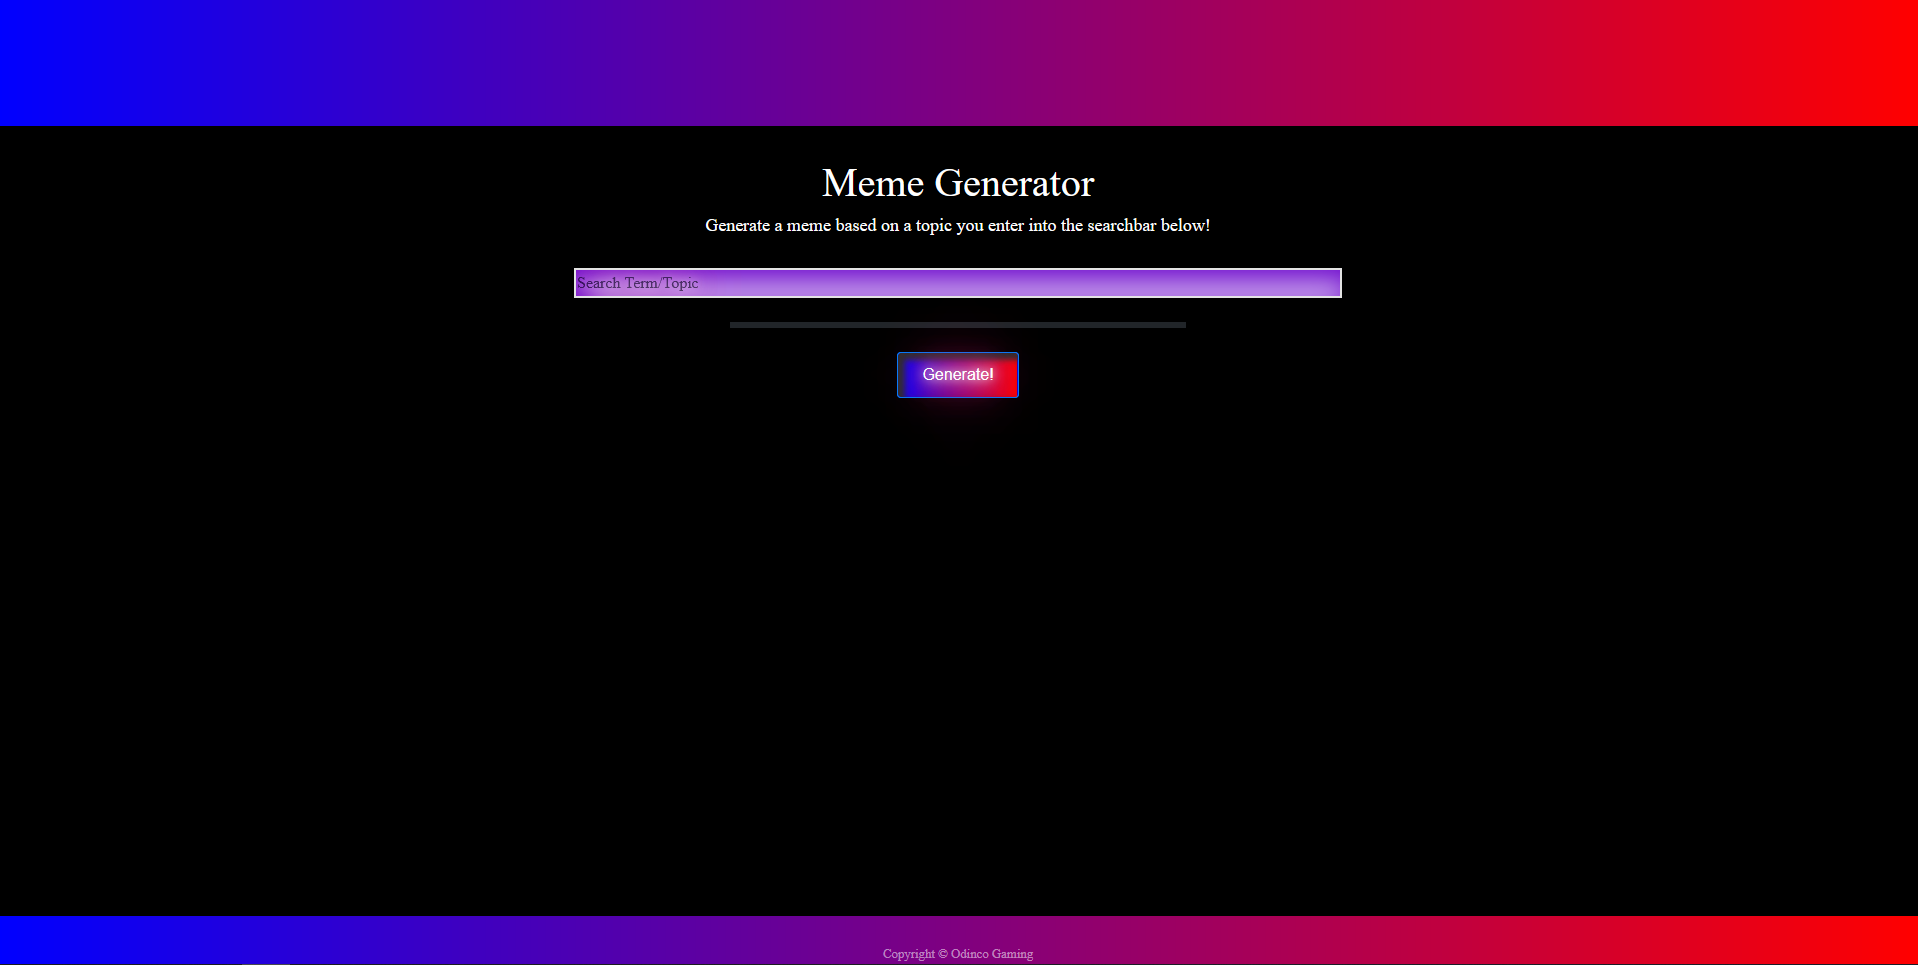 Meme Generator
Generate a meme based on a topic you enter into the searchbar below!
Search Term/Topic
Generate!
Copyright © Odinco Gaming